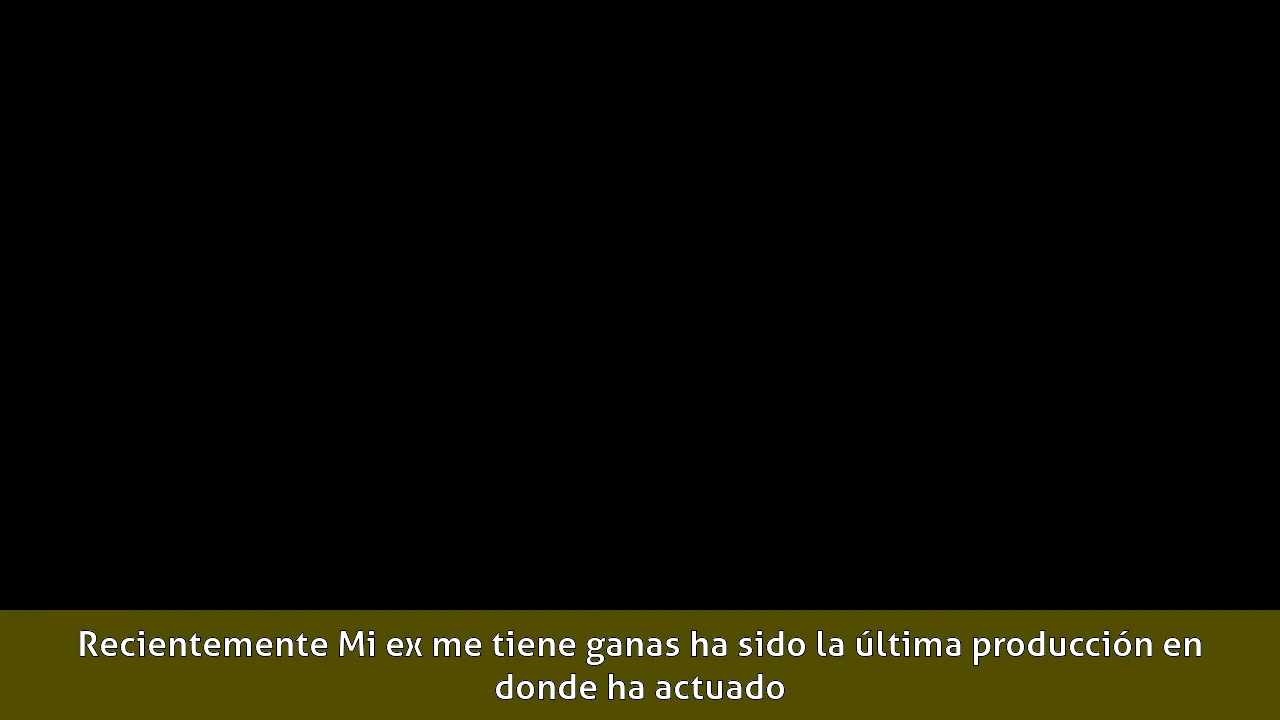 Recientemente Mi ex me tiene ganas ha sido la última producción en
donde ha actuado